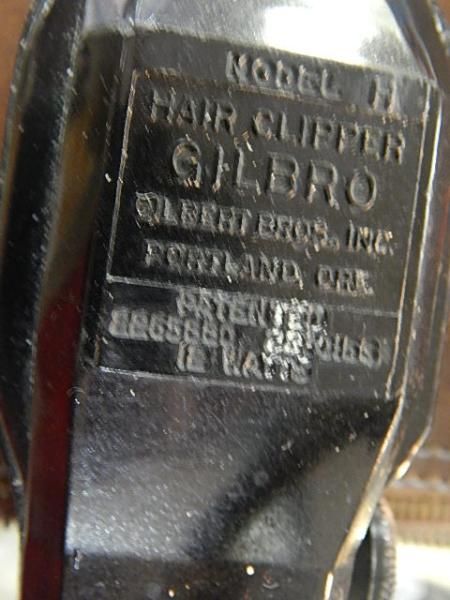 MODEL H
HAIR CLIPPER
GILBRO
GILBERT BROS., INC.
PORTLAND, ORE.
PATENTED
WATTS